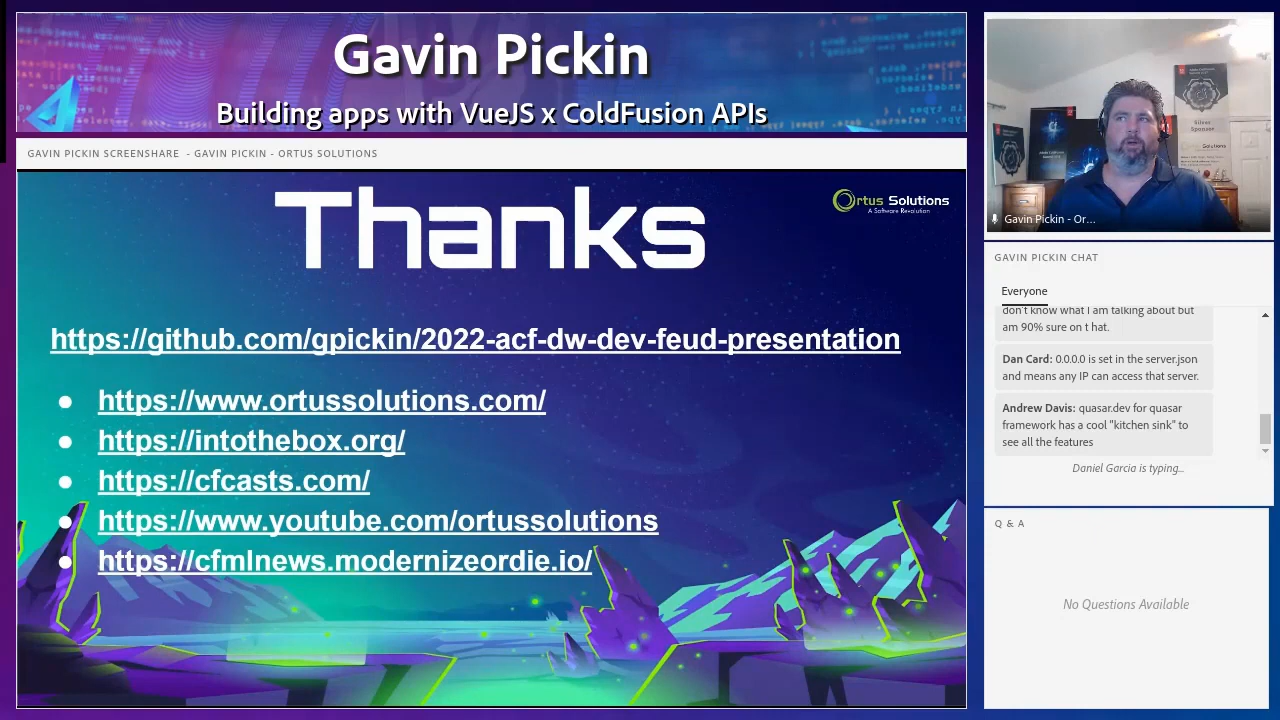 Gavin Pickin
Building apps with VueJS x ColdFusion APIs
GAVIN PICKIN SCREENSHARE - GAVIN PICKIN - ORTUS SOLUTIONS
Thanks
Ortus Solutions
A Software Revolution
https://github.com/gpickin/2022-acf-dw-dev-feud-presentation
● https://www.ortussolutions.com/
● https://intothebox.org/
● https://cfcasts.com/
● https://www.youtube.com/ortussolutions
● https://cfmlnews.modernizeordie.io/
Silver
Sponsor
Solutions
Gavin Pickin - Or...
GAVIN PICKIN CHAT
Everyone
don't know what I am talking about but
am 90% sure on t hat.
Dan Card: 0.0.0.0 is set in the server.json
and means any IP can access that server.
Andrew Davis: quasar.dev for quasar
framework has a cool "kitchen sink" to
see all the features
Daniel Garcia is typing...
Q & A
No Questions Available